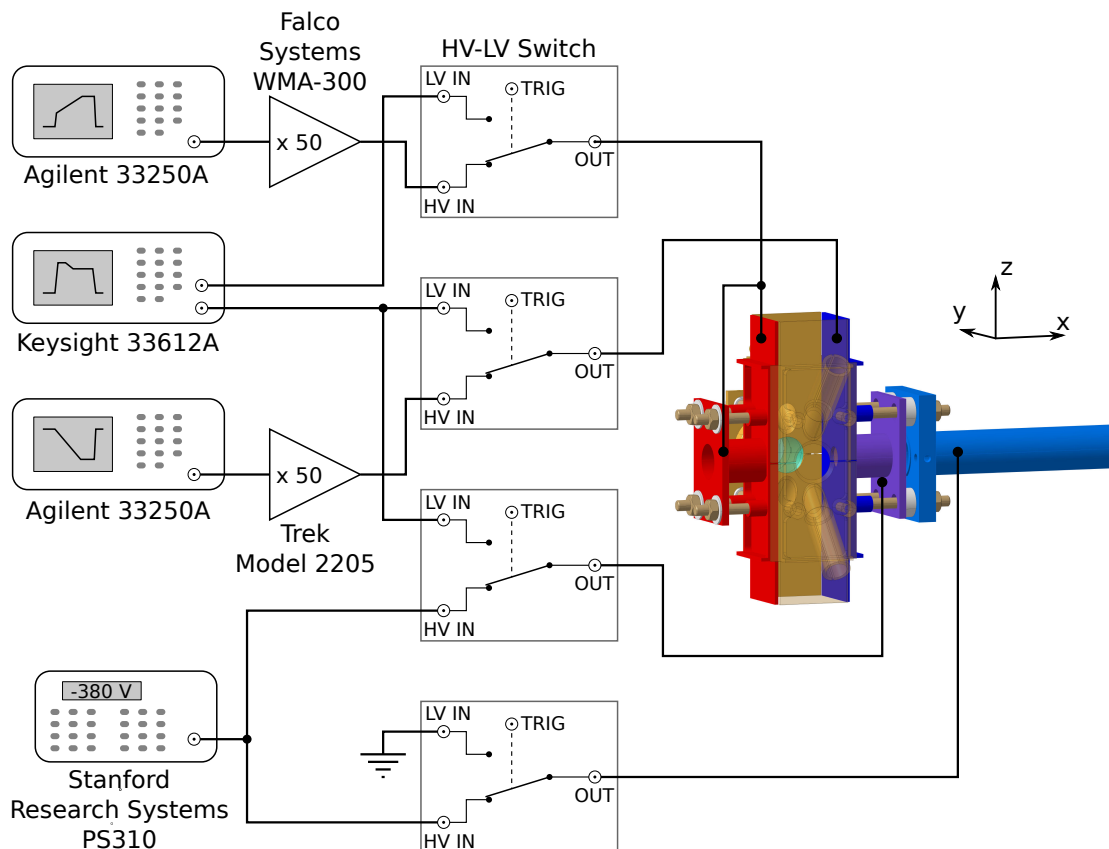 Falco
Systems
WMA-300
HV-LV Switch
LV IN
TRIG
x 50
OUT
HV IN
Agilent 33250A
LV IN
TRIG
OUT
HV IN
Keysight 33612A
z
y
x
x 50
Agilent 33250A
Trek
Model 2205
LV IN
TRIG
OUT
HV IN
-380 V
Stanford
Research Systems
PS310
LV IN
TRIG
OUT
HV IN